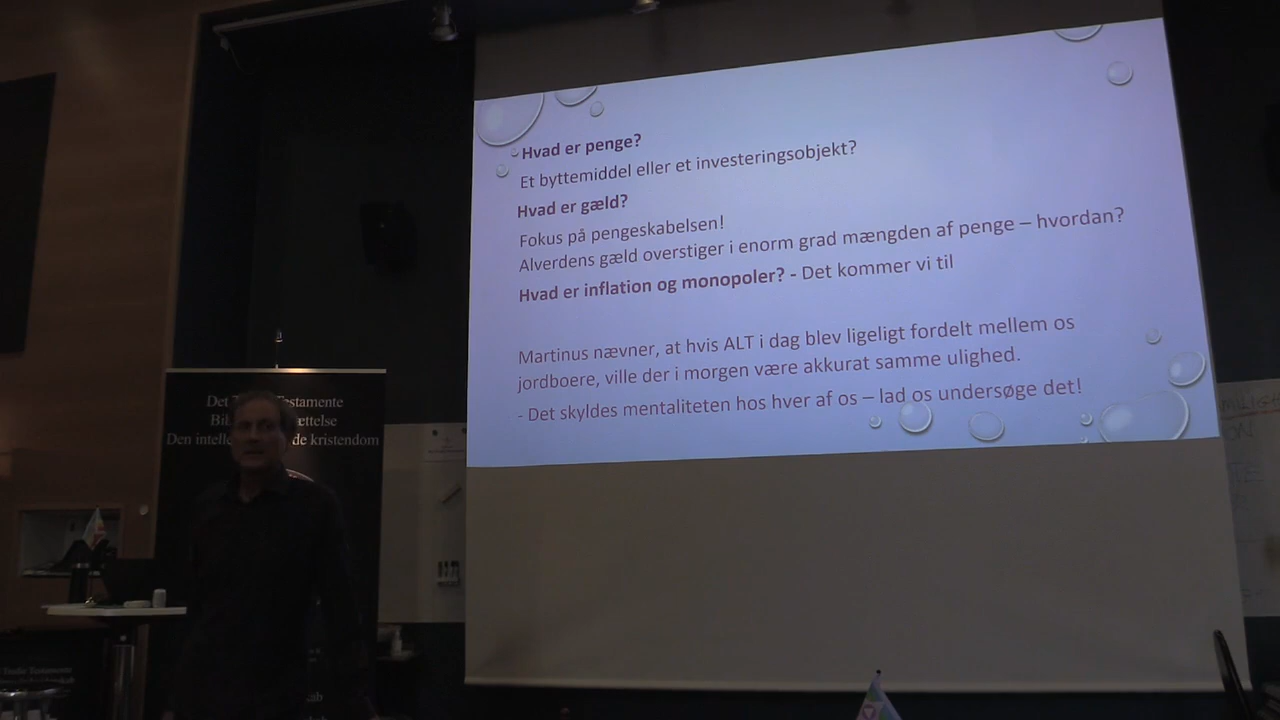 Hvad er penge?
Et byttemiddel eller et investeringsobjekt?
Hvad er gæld?
Fokus på pengeskabelsen!
Alverdens gæld overstiger i enorm grad mængden af penge – hvordan?
Hvad er inflation og monopoler? - Det kommer vi til
Martinus nævner, at hvis ALT i dag blev ligeligt fordelt mellem os
jordboere, ville der i morgen være akkurat samme ulighed.
- Det skyldes mentaliteten hos hver af os – lad os undersøge det!
Det Testamente
Den de kristendom
Testamente